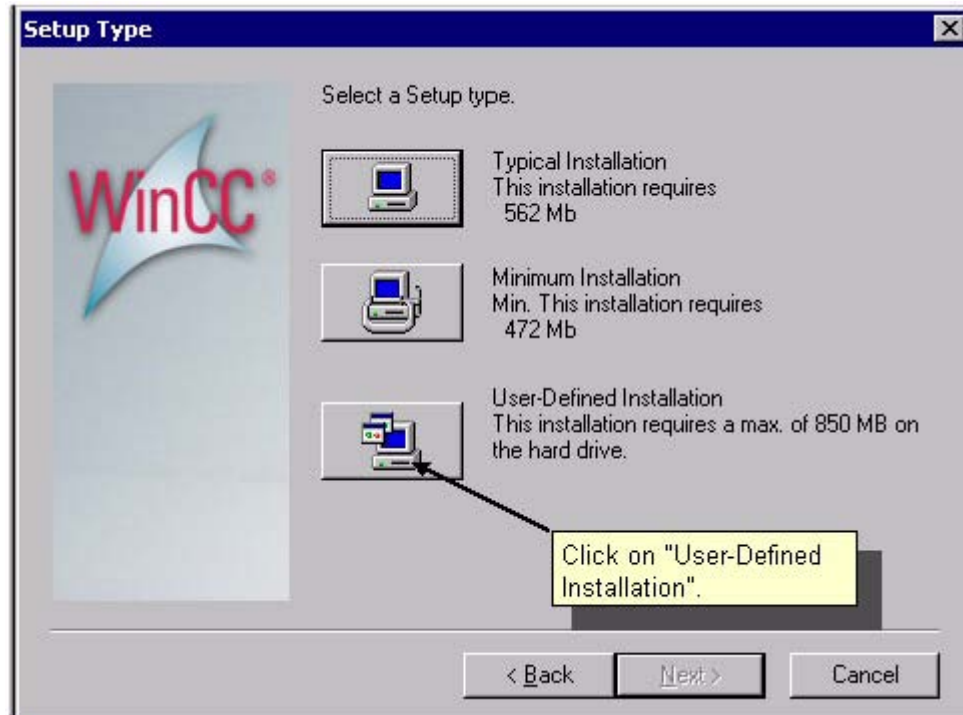 Setup Type
WinCC®
Select a Setup type.
Typical Installation
This installation requires
562 Mb
Minimum Installation
Min. This installation requires
472 Mb
User-Defined Installation
This installation requires a max. of 850 MB on
the hard drive.
Click on "User-Defined
Installation".
< Back
Next >
Cancel